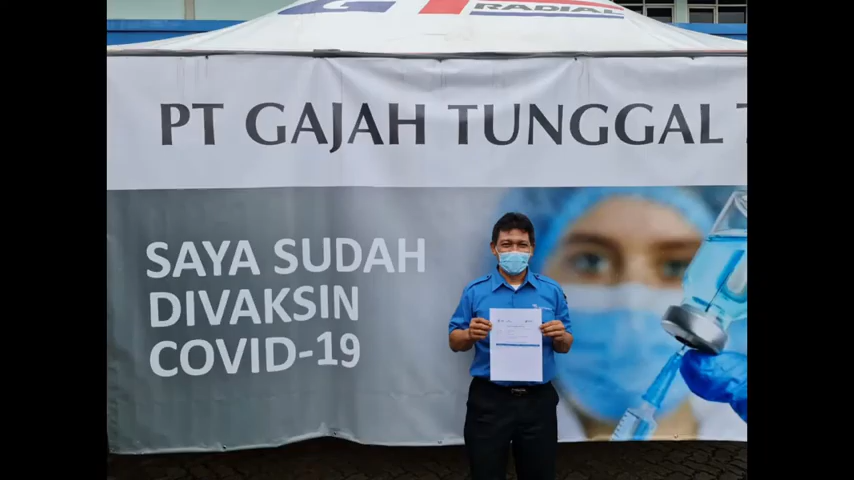 GT
RADIAL
PT GAJAH TUNGGAL
SAYA SUDAH
DIVAKSIN
COVID-19